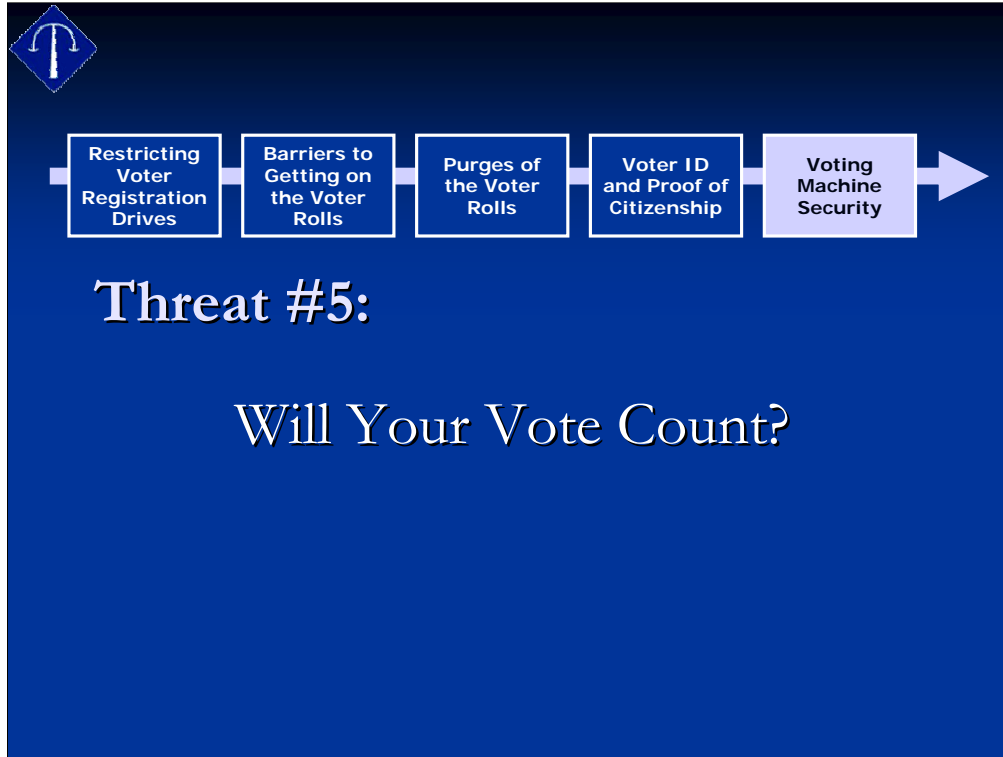 Restricting
Voter
Registration
Drives
Barriers to
Getting on
the Voter
Rolls
Purges of
the Voter
Rolls
Voter ID
and Proof of
Citizenship
Voting
Machine
Security
Threat #5:
Will Your Vote Count?